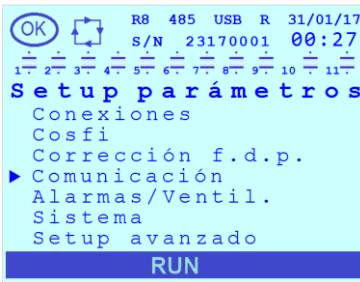 OK R8 485 USB R 31/01/17
S/N 23170001 00:27
1 2 3 4 5 6 7 8 9 10 11
Setup parámetros
Conexiones
Cosfi
Corrección f.d.p.
Comunicación
Alarmas/Ventil.
Sistema
Setup avanzado
RUN